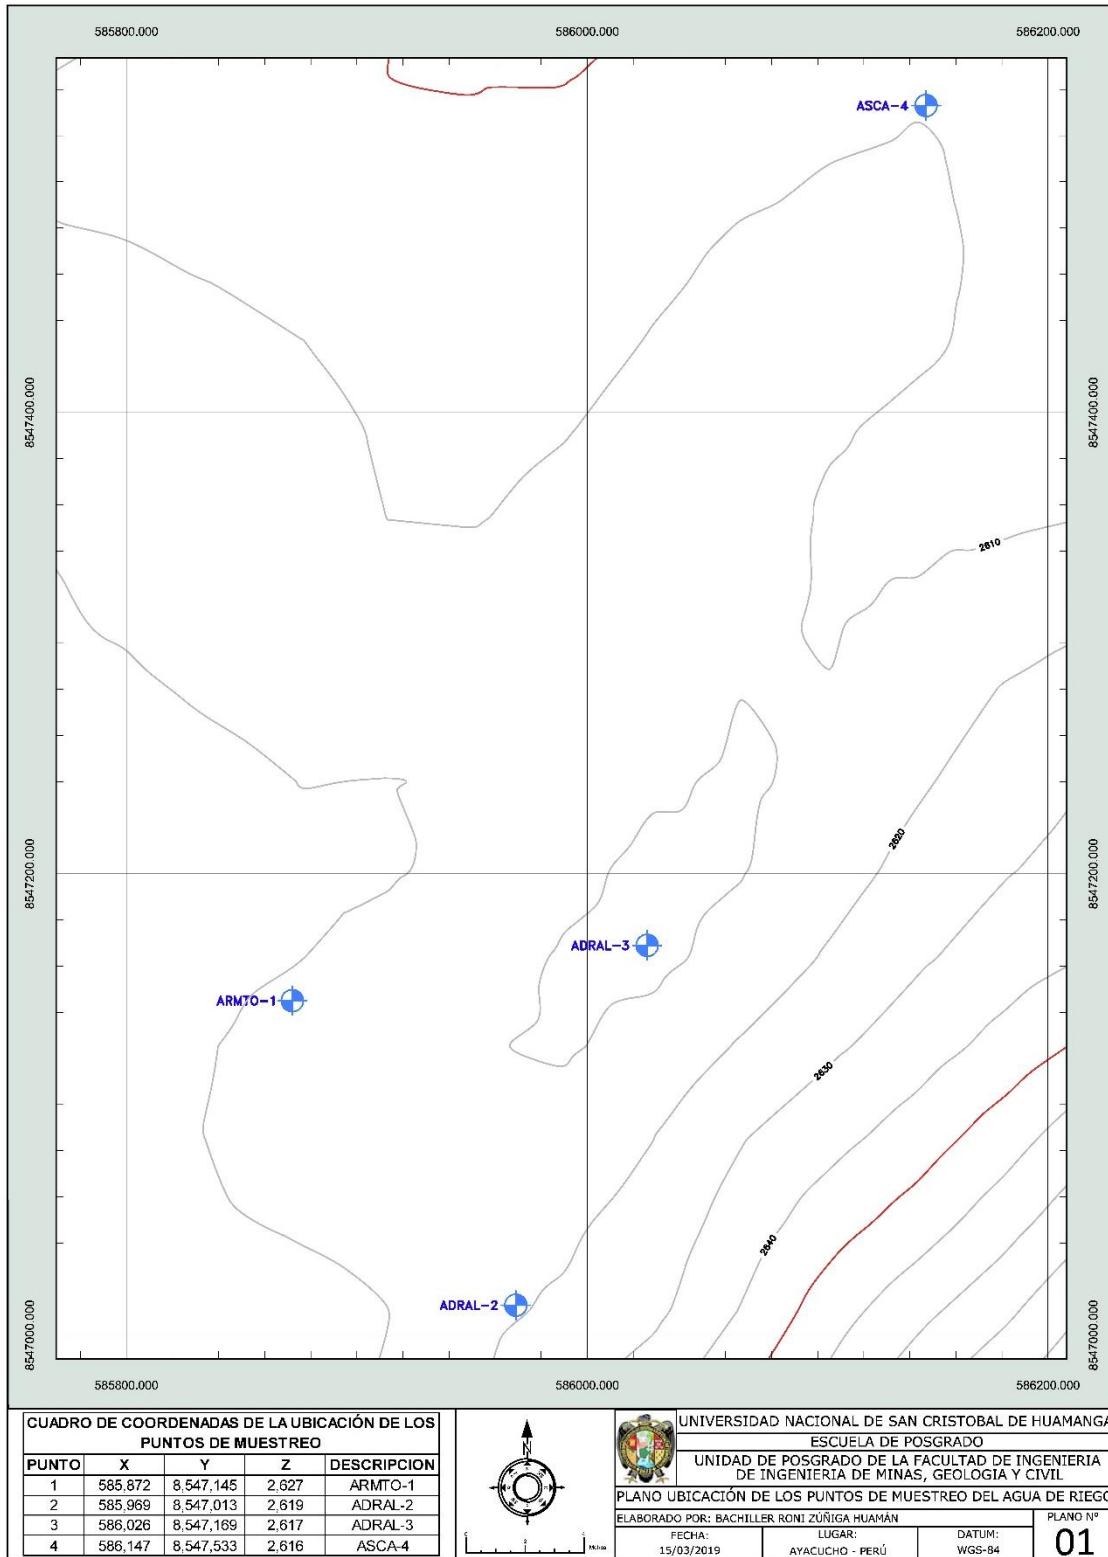 585800.000 586000.000 586200.000
ASCA-4
8547400.000 8547400.000
2610
2620
8547200.000 8547200.000
ADRAL-3
ARMTO-1
2630
2640
ADRAL-2
8547000.000 8547000.000
585800.000 586000.000 586200.000
CUADRO DE COORDENADAS DE LA UBICACIÓN DE LOS
PUNTOS DE MUESTREO
PUNTO X Y Z DESCRIPCION
1 585,872 8,547,145 2,627 ARMTO-1
2 585,969 8,547,013 2,619 ADRAL-2
3 586,026 8,547,169 2,617 ADRAL-3
4 586,147 8,547,533 2,616 ASCA-4
N
UNIVERSIDAD NACIONAL DE SAN CRISTOBAL DE HUAMANGA
ESCUELA DE POSGRADO
UNIDAD DE POSGRADO DE LA FACULTAD DE INGENIERIA
DE INGENIERIA DE MINAS, GEOLOGIA Y CIVIL
PLANO UBICACIÓN DE LOS PUNTOS DE MUESTREO DEL AGUA DE RIEGO
ELABORADO POR: BACHILLER RONI ZÚÑIGA HUAMÁN
FECHA:
15/03/2019
LUGAR:
AYACUCHO - PERÚ
DATUM:
WGS-84
PLANO Nº
01